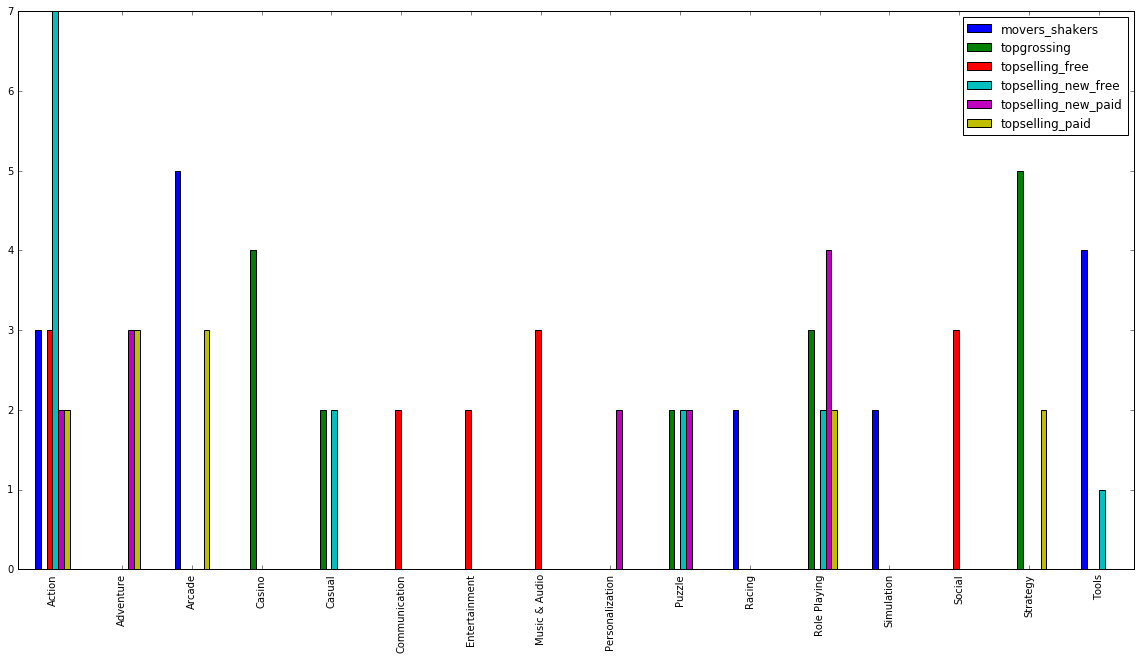 7
6
5
4
3
2
1
0
movers_shakers
topgrossing
topselling_free
topselling_new_free
topselling_new_paid
topselling_paid
Action
Adventure
Arcade
Casino
Casual
Communication
Entertainment
Music & Audio
Personalization
Puzzle
Racing
Role Playing
Simulation
Social
Strategy
Tools